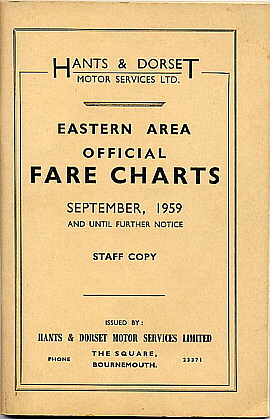 HANTS & DORSET
MOTOR SERVICES LTD.
EASTERN AREA
OFFICIAL
FARE CHARTS
SEPTEMBER, 1959
AND UNTIL FURTHER NOTICE
STAFF COPY
ISSUED BY:
HANTS & DORSET MOTOR SERVICES LIMITED
PHONE THE SQUARE, 23371
BOURNEMOUTH.